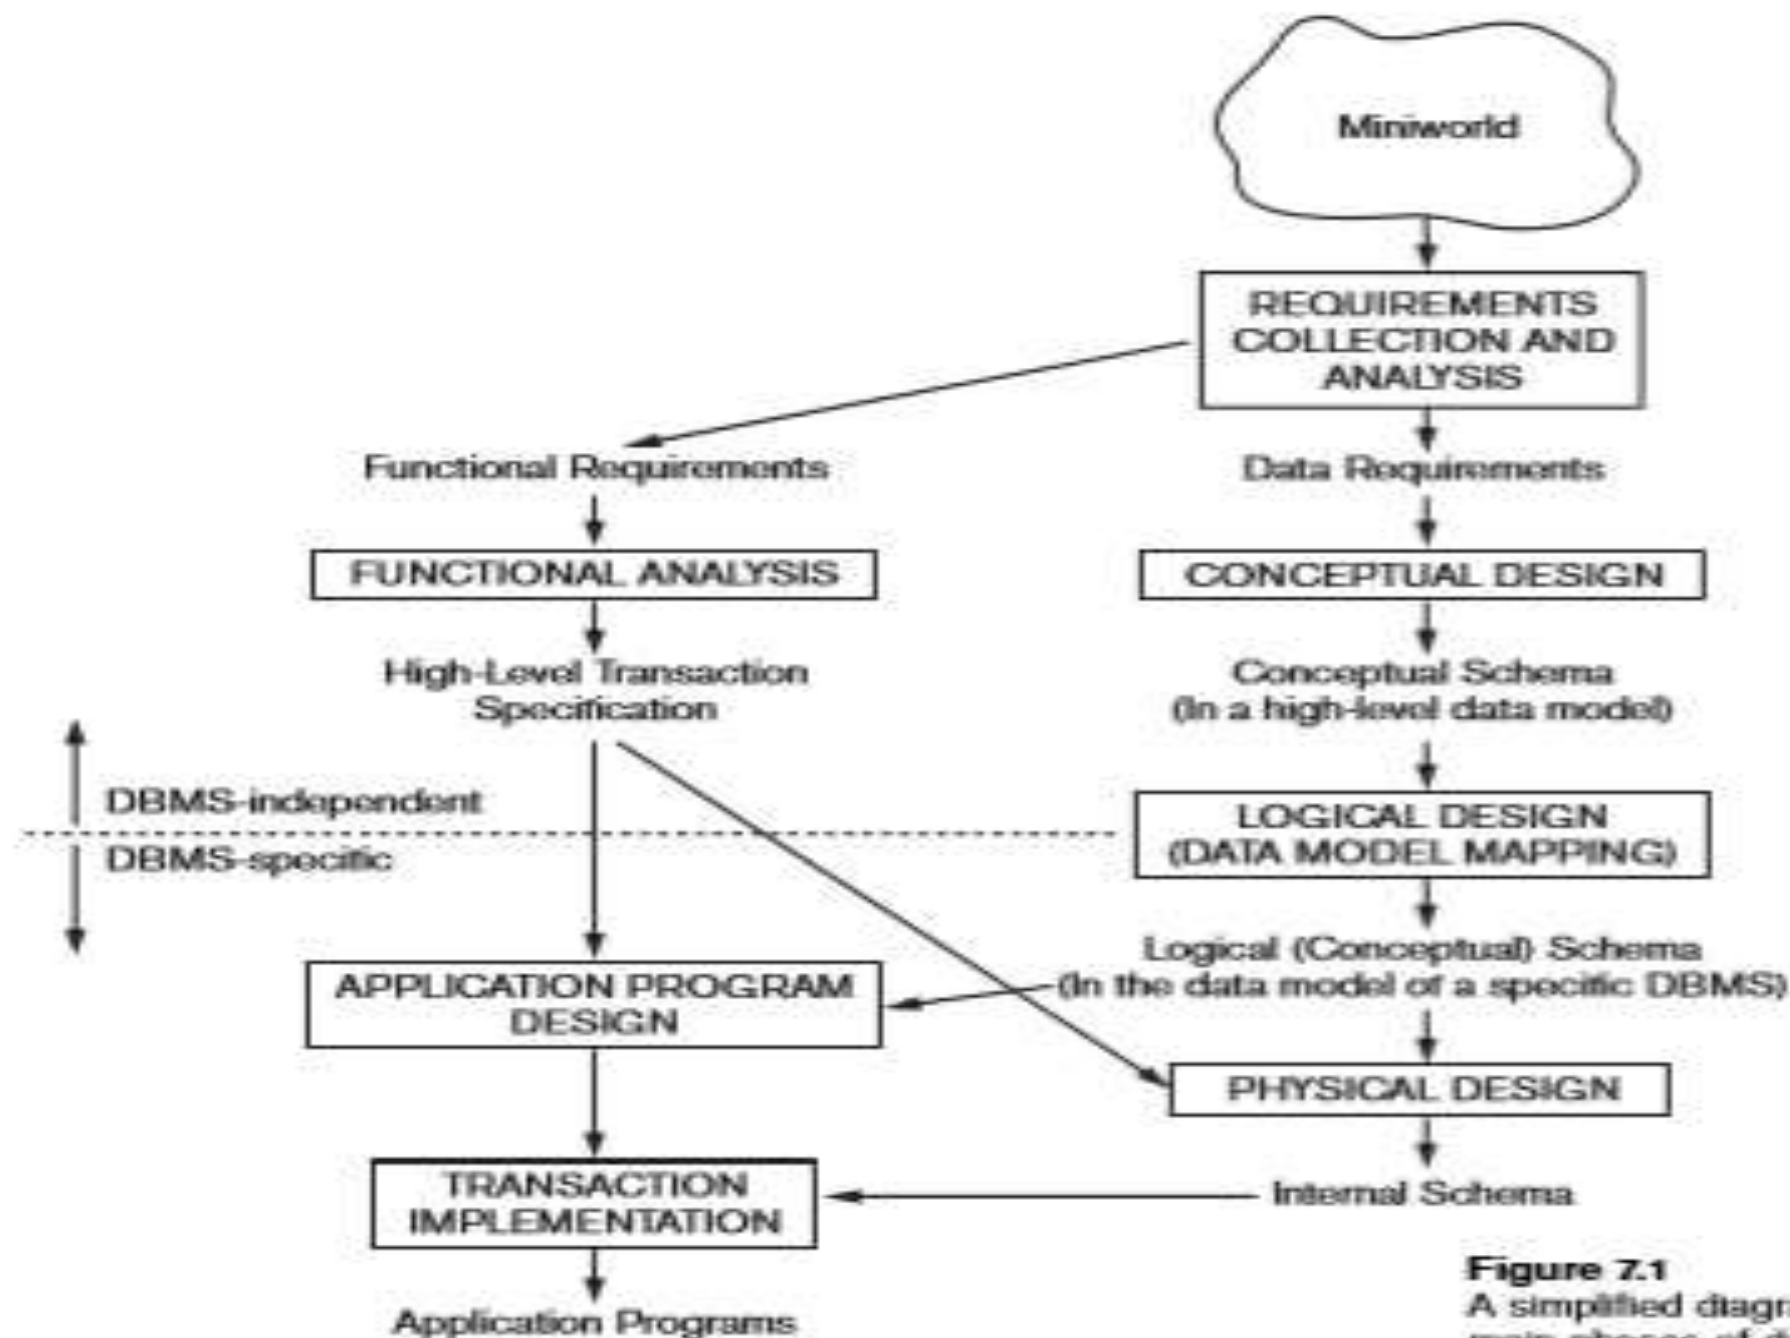 Miniworld
REQUIREMENTS
COLLECTION AND
ANALYSIS
Functional Requirements
Data Requirements
FUNCTIONAL ANALYSIS
CONCEPTUAL DESIGN
High-Level Transaction
Specification
Conceptual Schema
(In a high-level data model)
DBMS-independent
DBMS-specific
LOGICAL DESIGN
(DATA MODEL MAPPING)
Logical (Conceptual) Schema
(In the data model of a specific DBMS)
APPLICATION PROGRAM
DESIGN
PHYSICAL DESIGN
TRANSACTION
IMPLEMENTATION
Internal Schema
Application Programs
Figure 7.1
A simplified